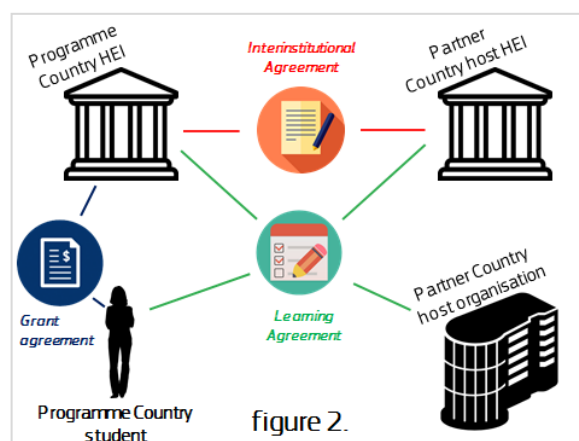 Programme
Country HEI
Interinstitutional
Agreement
Partner
Country host HEI
$
Grant
agreement
Learning
Agreement
Partner Country
host organisation
Programme Country
student
figure 2.